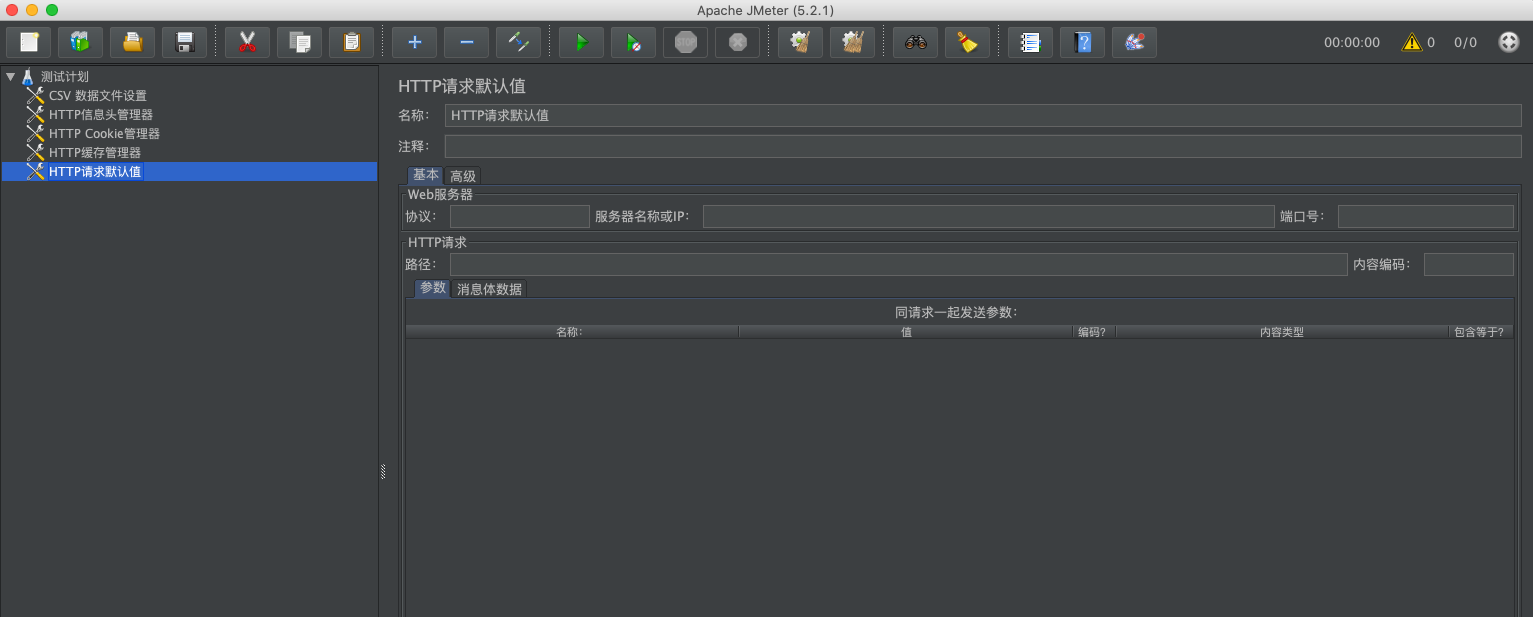 Apache JMeter (5.2.1)
STOP
00:00:00 0 0/0
测试计划
CSV 数据文件设置
HTTP信息头管理器
HTTP Cookie管理器
HTTP缓存管理器
HTTP请求默认值
HTTP请求默认值
名称： HTTP请求默认值
注释：
基本 高级
Web服务器
协议： 服务器名称或IP： 端口号：
HTTP请求
路径： 内容编码：
参数 消息体数据
同请求一起发送参数：
名称： 值 编码? 内容类型 包含等于?